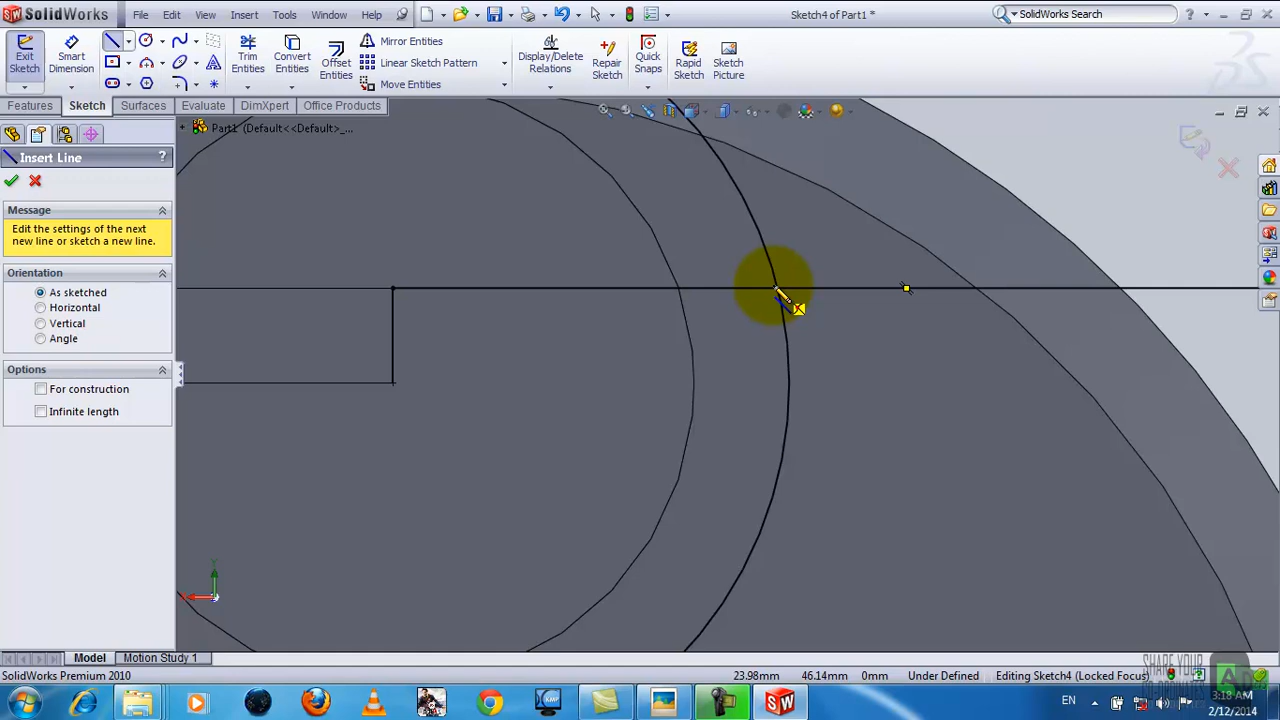 SolidWorks
File Edit View Insert Tools Window Help
Sketch4 of Part1 *
SolidWorks Search
Exit Sketch
Smart Dimension
Trim Entities
Convert Entities
Offset Entities
Mirror Entities
Linear Sketch Pattern
Move Entities
Display/Delete Relations
Repair Sketch
Quick Snaps
Rapid Sketch
Sketch Picture
Features Sketch Surfaces Evaluate DimXpert Office Products
Part1 (Default<<Default>_...
Insert Line
?
Message
Edit the settings of the next
new line or sketch a new line.
Orientation
As sketched
Horizontal
Vertical
Angle
Options
For construction
Infinite length
Model Motion Study 1
SolidWorks Premium 2010
23.98mm 46.14mm 0mm Under Defined Editing Sketch4 (Locked Focus)
SHARE YOUR
EN
3:18 AM
2/12/2014